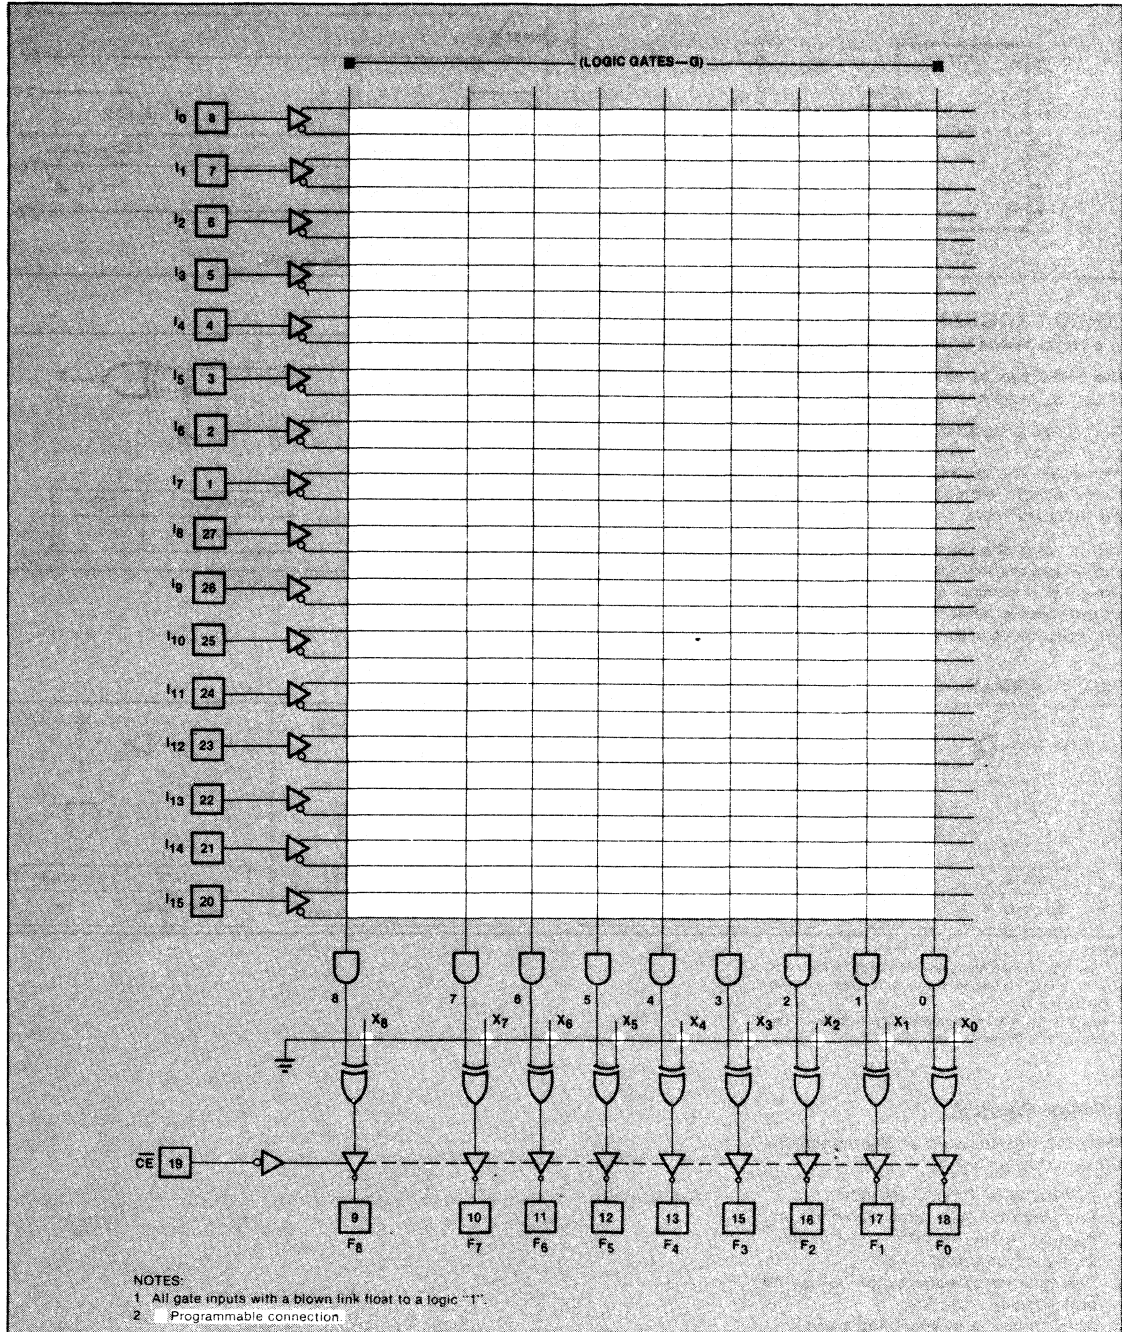 (LOGIC GATES—G)
I0 8
I1 7
I2 6
I3 5
I4 4
I5 3
I6 2
I7 1
I8 27
I9 26
I10 25
I11 24
I12 23
I13 22
I14 21
I15 20
8 7 6 5 4 3 2 1 0
X8 X7 X6 X5 X4 X3 X2 X1 X0
CE 19
9 10 11 12 13 15 16 17 18
F8 F7 F6 F5 F4 F3 F2 F1 F0
NOTES:
1 All gate inputs with a blown link float to a logic "1".
2 Programmable connection.